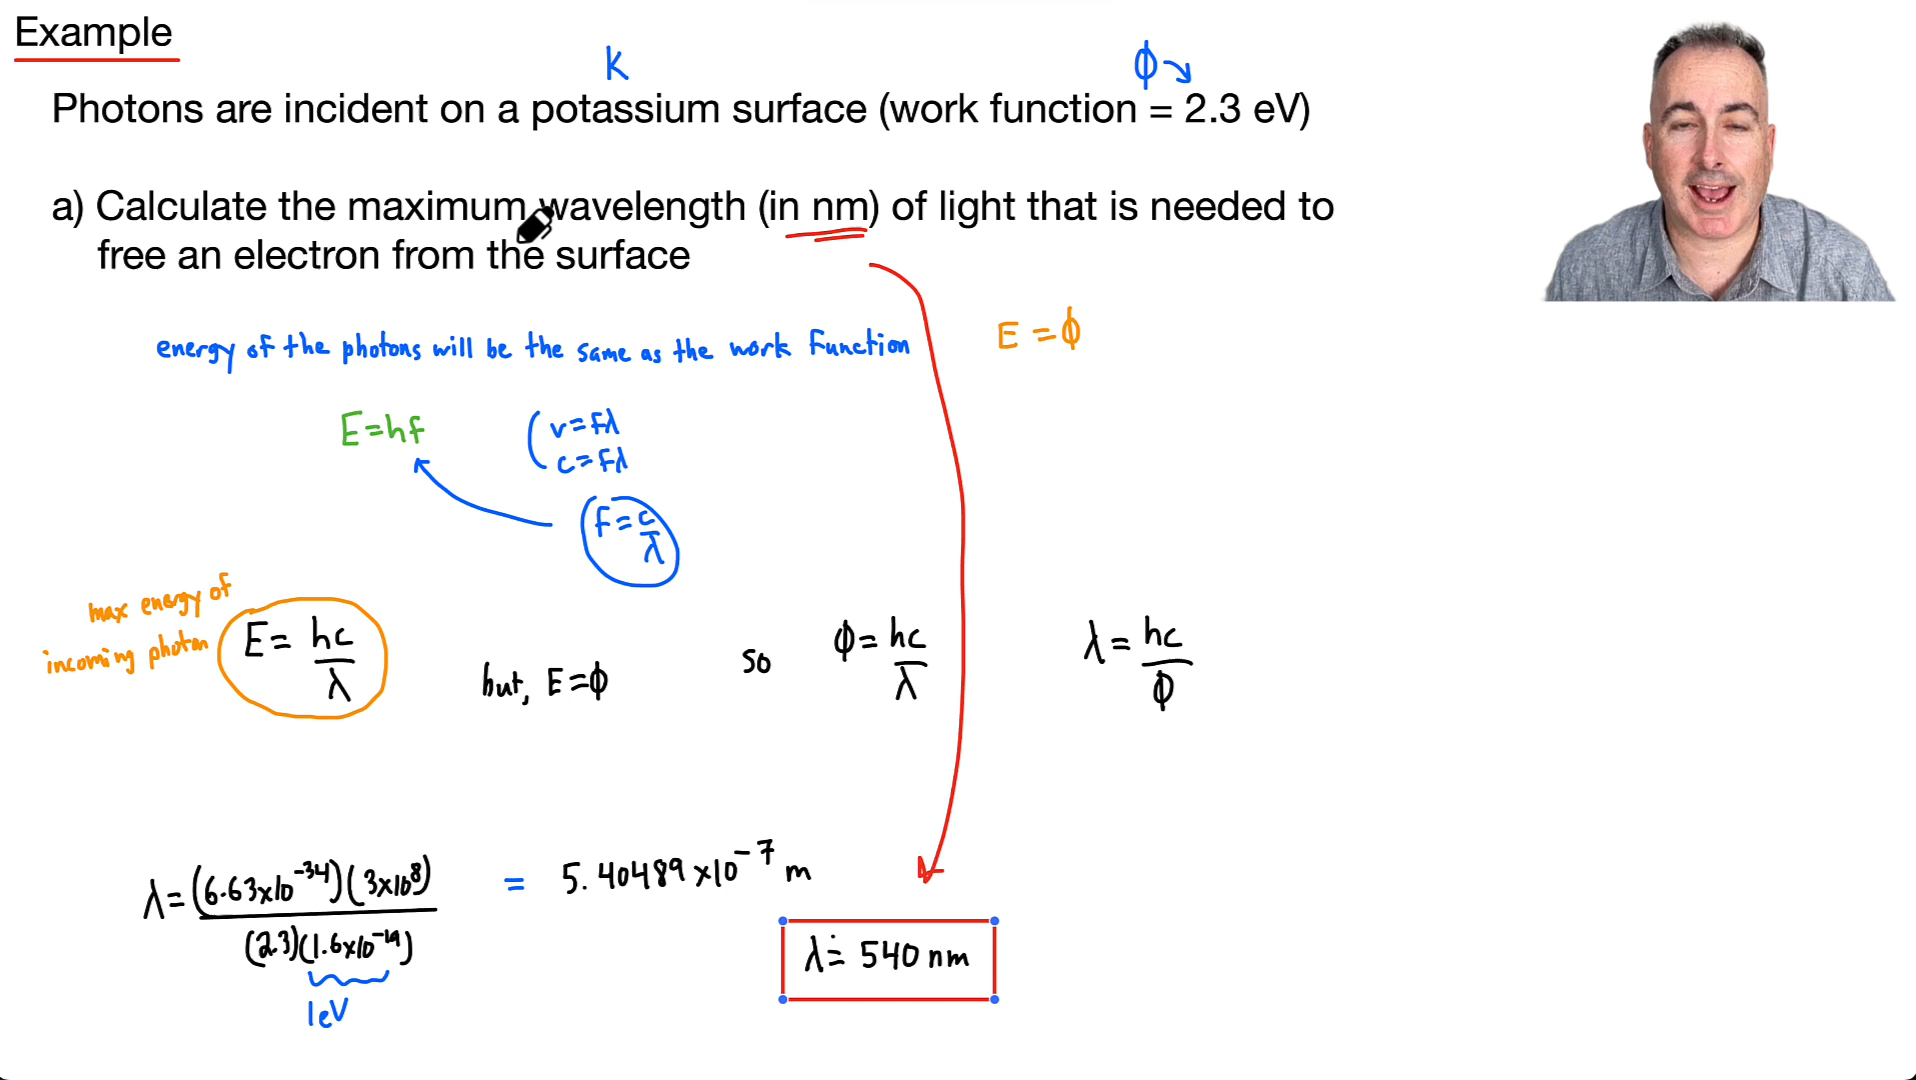 Example
K
Φ
Photons are incident on a potassium surface (work function = 2.3 eV)
a) Calculate the maximum wavelength (in nm) of light that is needed to
free an electron from the surface
energy of the photons will be the same as the work function
E = Φ
E=hf
v=fλ
c=fλ
f=c/λ
max energy of
incoming photon
E= hc/λ
but, E=Φ
so
Φ= hc/λ
λ= hc/Φ
λ= (6.63x10^-34)(3x10^8)/(2.3)(1.6x10^-19)
= 5.40489x10^-7 m
1eV
λ≐ 540 nm